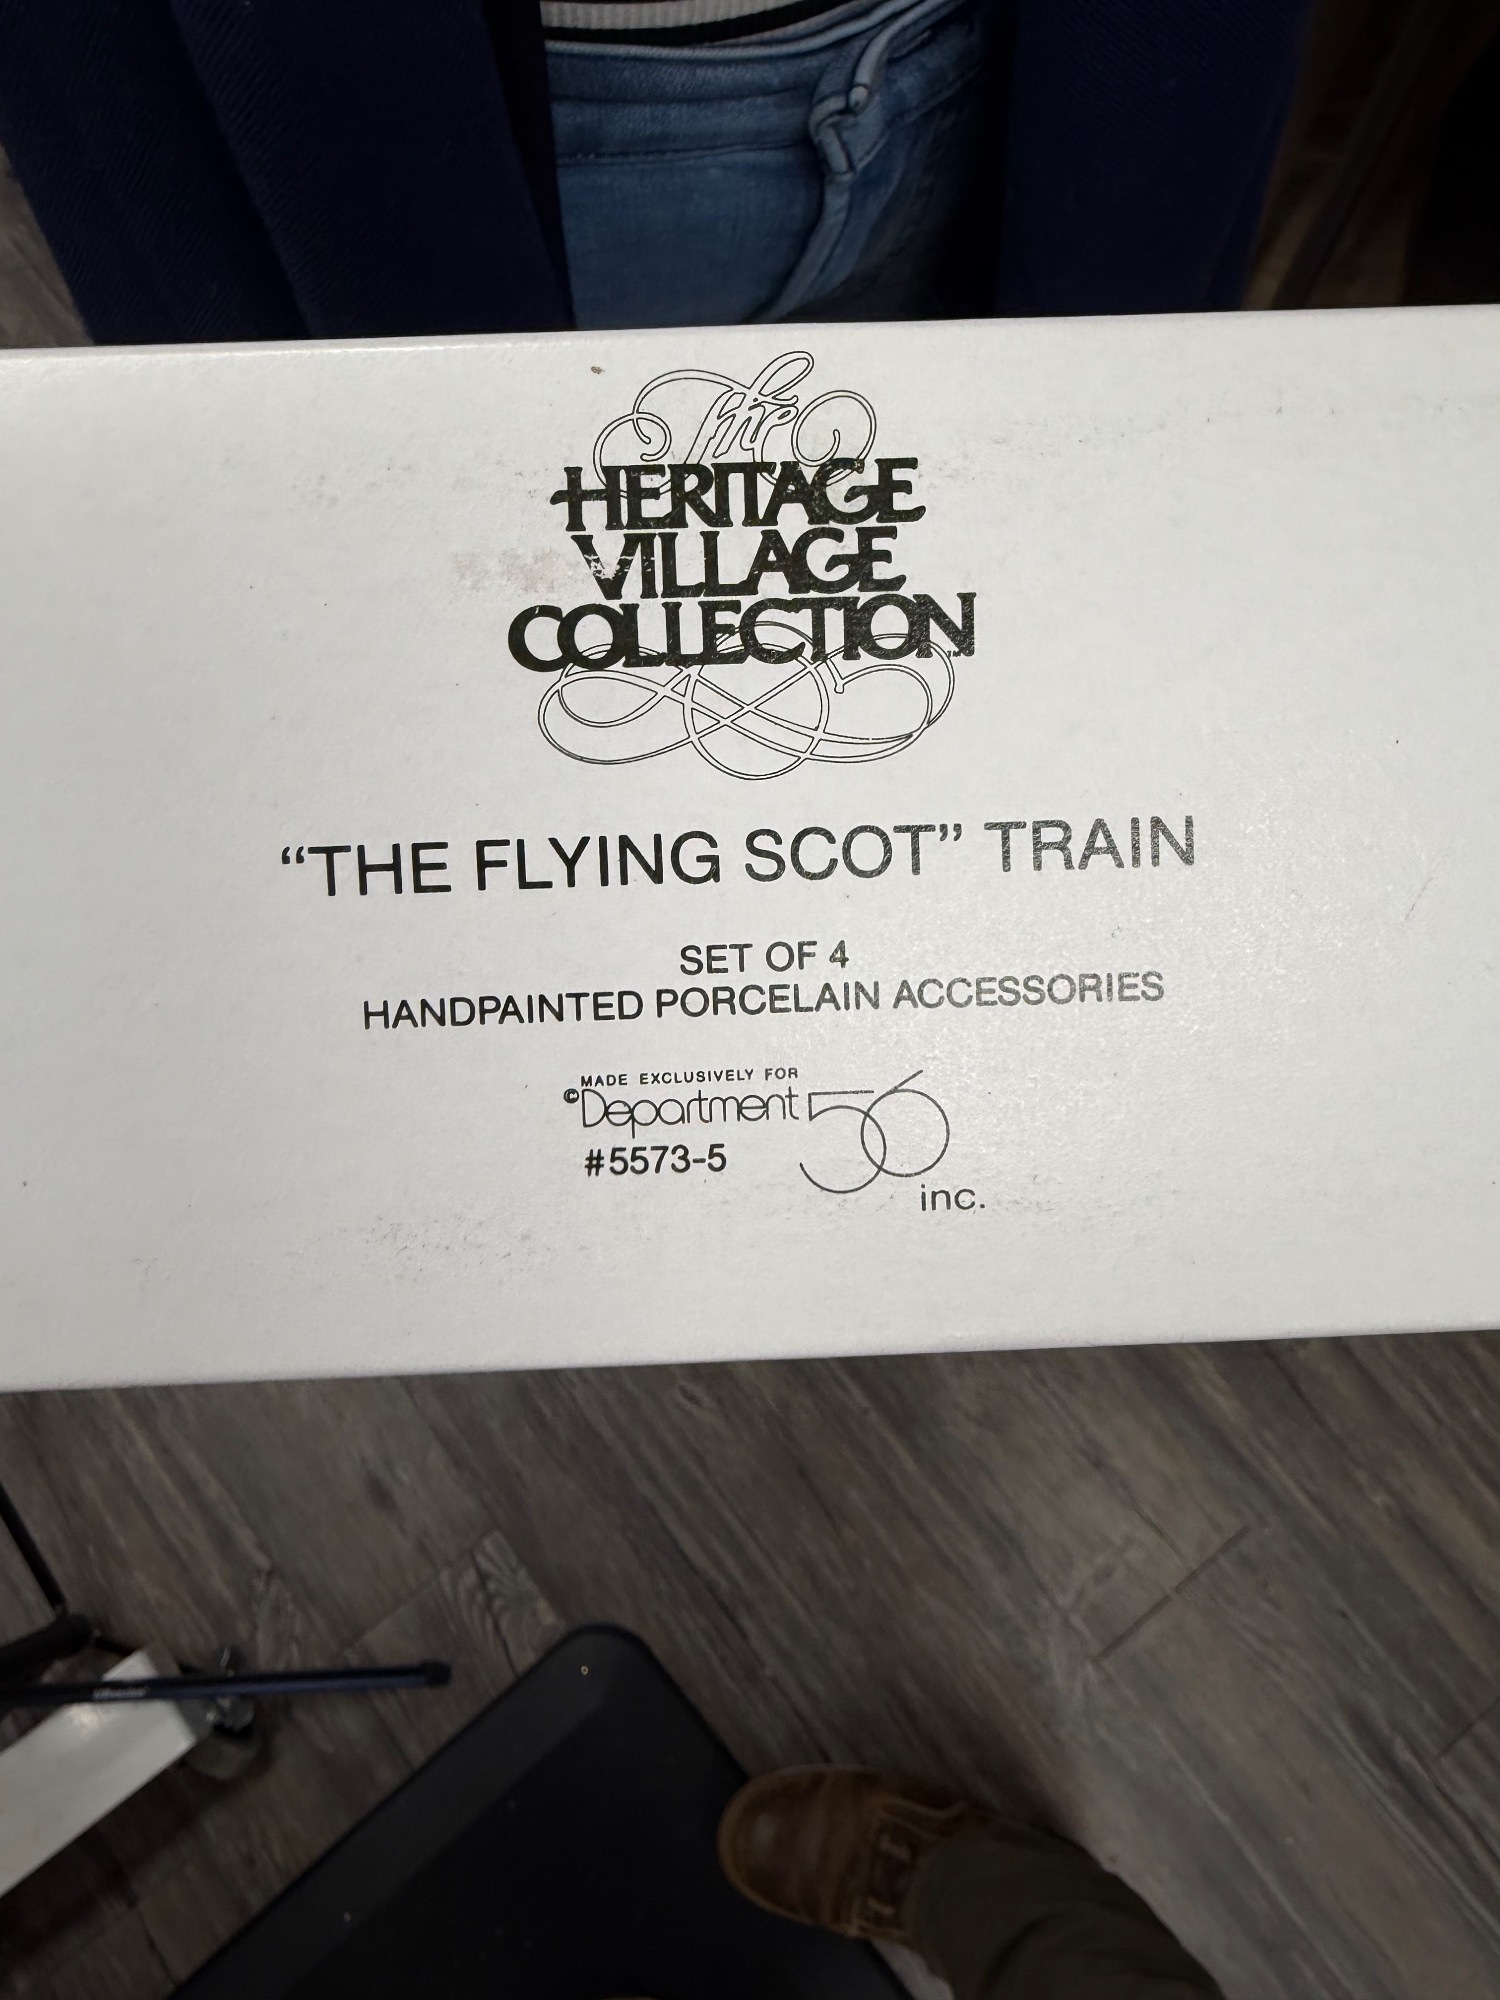 The
HERITAGE
VILLAGE
COLLECTION™
“THE FLYING SCOT” TRAIN
SET OF 4
HANDPAINTED PORCELAIN ACCESSORIES
MADE EXCLUSIVELY FOR
©Department 56
#5573-5
inc.